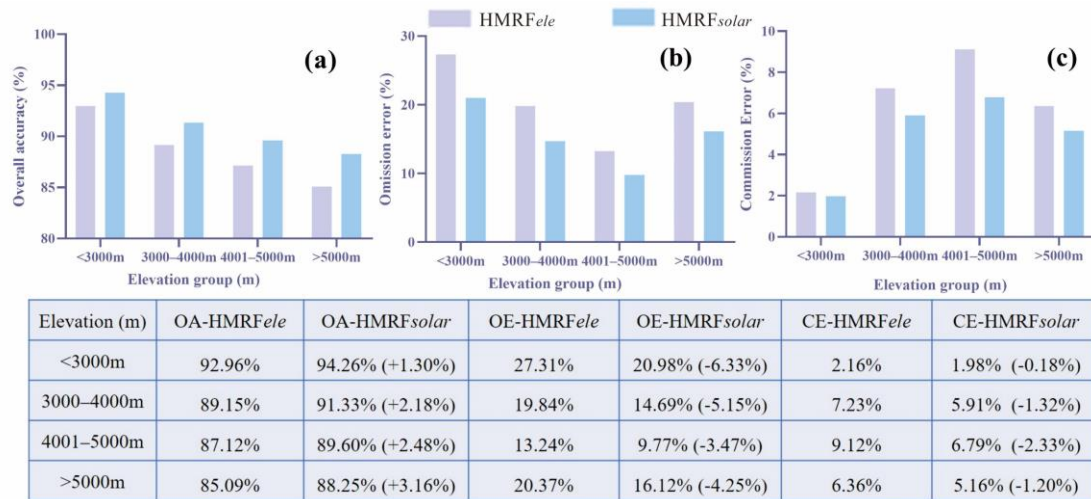 HMRFele HMRFsolar
(a)
Overall accuracy (%)
100
95
90
85
80
<3000m 3000–4000m 4001–5000m >5000m
Elevation group (m)
(b)
Omission error (%)
30
20
10
0
<3000m 3000–4000m 4001–5000m >5000m
Elevation group (m)
(c)
Commission Error (%)
10
8
6
4
2
0
<3000m 3000–4000m 4001–5000m >5000m
Elevation group (m)
Elevation (m) OA-HMRFele OA-HMRFsolar OE-HMRFele OE-HMRFsolar CE-HMRFele CE-HMRFsolar
<3000m 92.96% 94.26% (+1.30%) 27.31% 20.98% (-6.33%) 2.16% 1.98% (-0.18%)
3000–4000m 89.15% 91.33% (+2.18%) 19.84% 14.69% (-5.15%) 7.23% 5.91% (-1.32%)
4001–5000m 87.12% 89.60% (+2.48%) 13.24% 9.77% (-3.47%) 9.12% 6.79% (-2.33%)
>5000m 85.09% 88.25% (+3.16%) 20.37% 16.12% (-4.25%) 6.36% 5.16% (-1.20%)